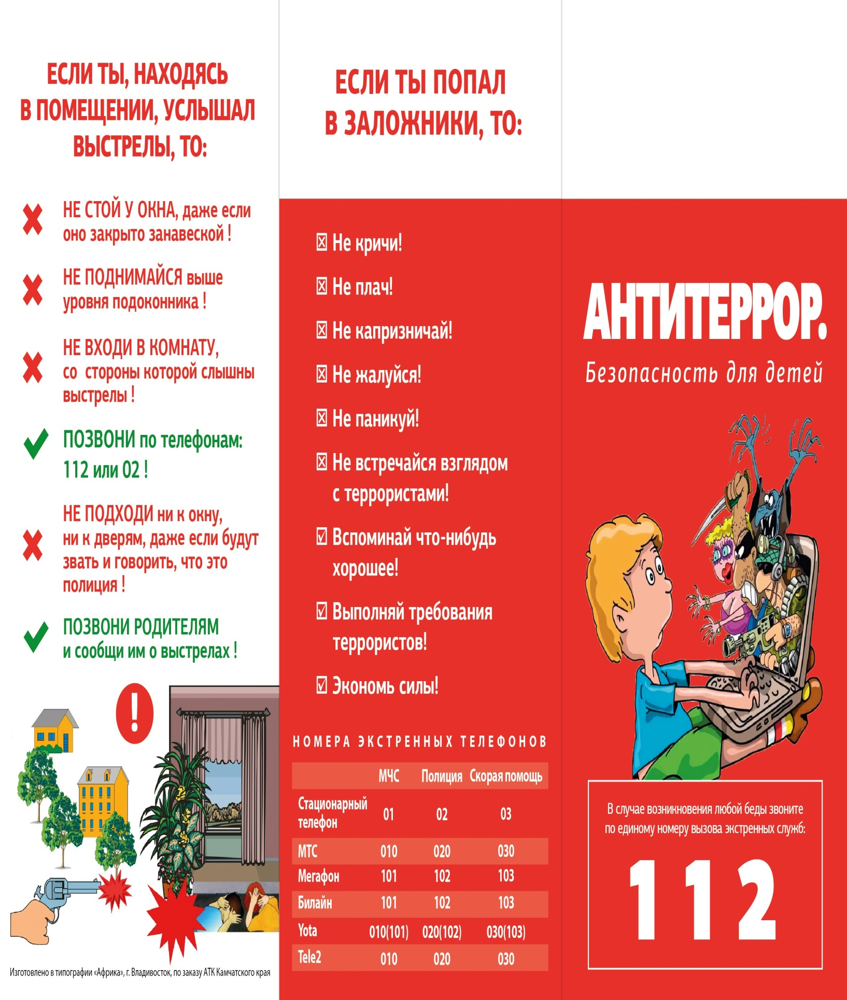 ЕСЛИ ТЫ, НАХОДЯСЬ
В ПОМЕЩЕНИИ, УСЛЫШАЛ
ВЫСТРЕЛЫ, ТО:
НЕ СТОЙ У ОКНА, даже если
оно закрыто занавеской !
НЕ ПОДНИМАЙСЯ выше
уровня подоконника !
НЕ ВХОДИ В КОМНАТУ,
со стороны которой слышны
выстрелы !
ПОЗВОНИ по телефонам:
112 или 02 !
НЕ ПОДХОДИ ни к окну,
ни к дверям, даже если будут
звать и говорить, что это
полиция !
ПОЗВОНИ РОДИТЕЛЯМ
и сообщи им о выстрелах !
!
Изготовлено в типографии «Африка», г. Владивосток, по заказу АТК Камчатского края
ЕСЛИ ТЫ ПОПАЛ
В ЗАЛОЖНИКИ, ТО:
Не кричи!
Не плач!
Не капризничай!
Не жалуйся!
Не паникуй!
Не встречайся взглядом
с террористами!
Вспоминай что-нибудь
хорошее!
Выполняй требования
террористов!
Экономь силы!
НОМЕРА ЭКСТРЕННЫХ ТЕЛЕФОНОВ
МЧС Полиция Скорая помощь
Стационарный
телефон 01 02 03
МТС 010 020 030
Мегафон 101 102 103
Билайн 101 102 103
Yota 010(101) 020(102) 030(103)
Tele2 010 020 030
АНТИТЕРРОР.
Безопасность для детей
В случае возникновения любой беды звоните
по единому номеру вызова экстренных служб:
112